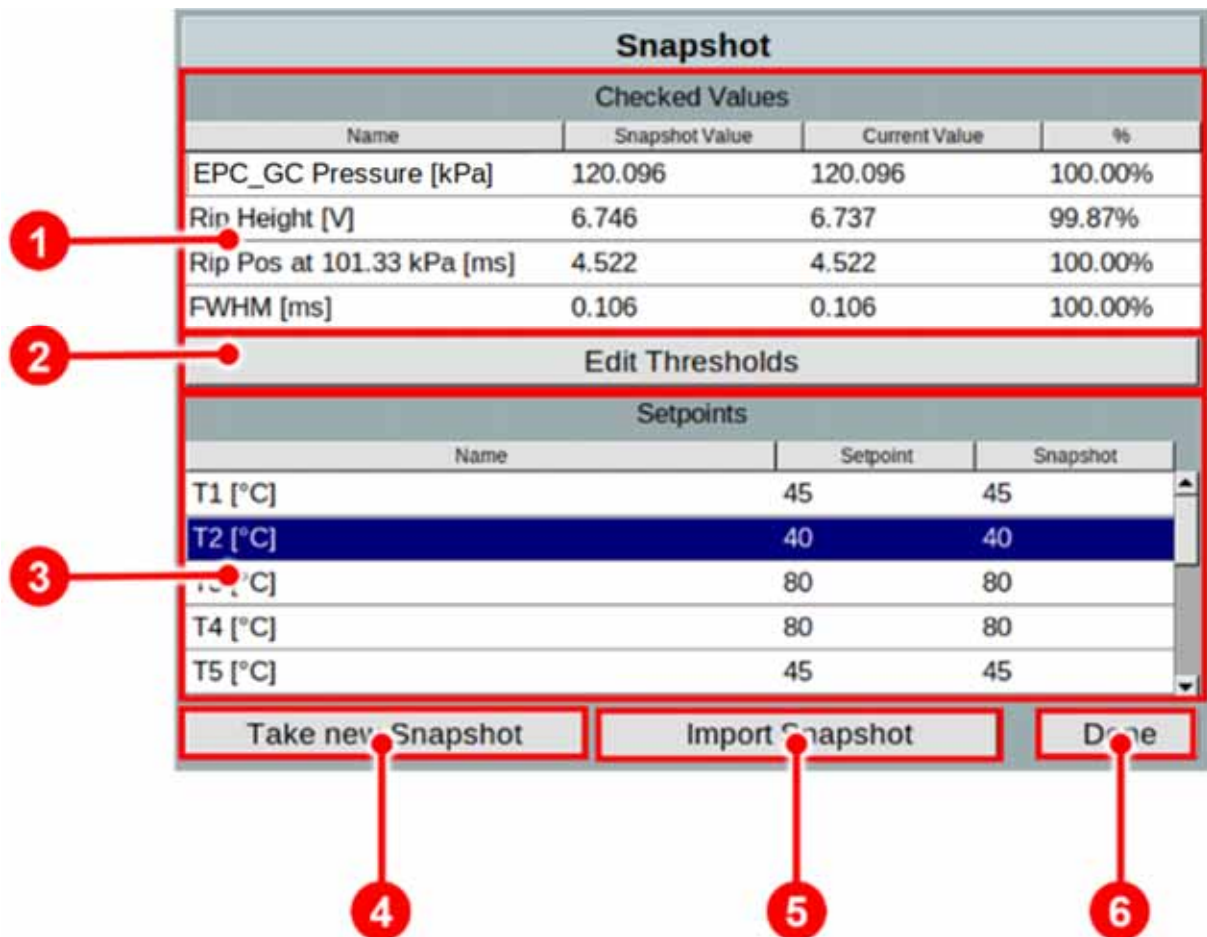 Snapshot
Checked Values
Name Snapshot Value Current Value %
EPC_GC Pressure [kPa] 120.096 120.096 100.00%
Rip Height [V] 6.746 6.737 99.87%
1
Rip Pos at 101.33 kPa [ms] 4.522 4.522 100.00%
FWHM [ms] 0.106 0.106 100.00%
2
Edit Thresholds
Setpoints
Name Setpoint Snapshot
T1 [°C] 45 45
T2 [°C] 40 40
3
T3 [°C] 80 80
T4 [°C] 80 80
T5 [°C] 45 45
Take new Snapshot Import Snapshot Done
4 5 6